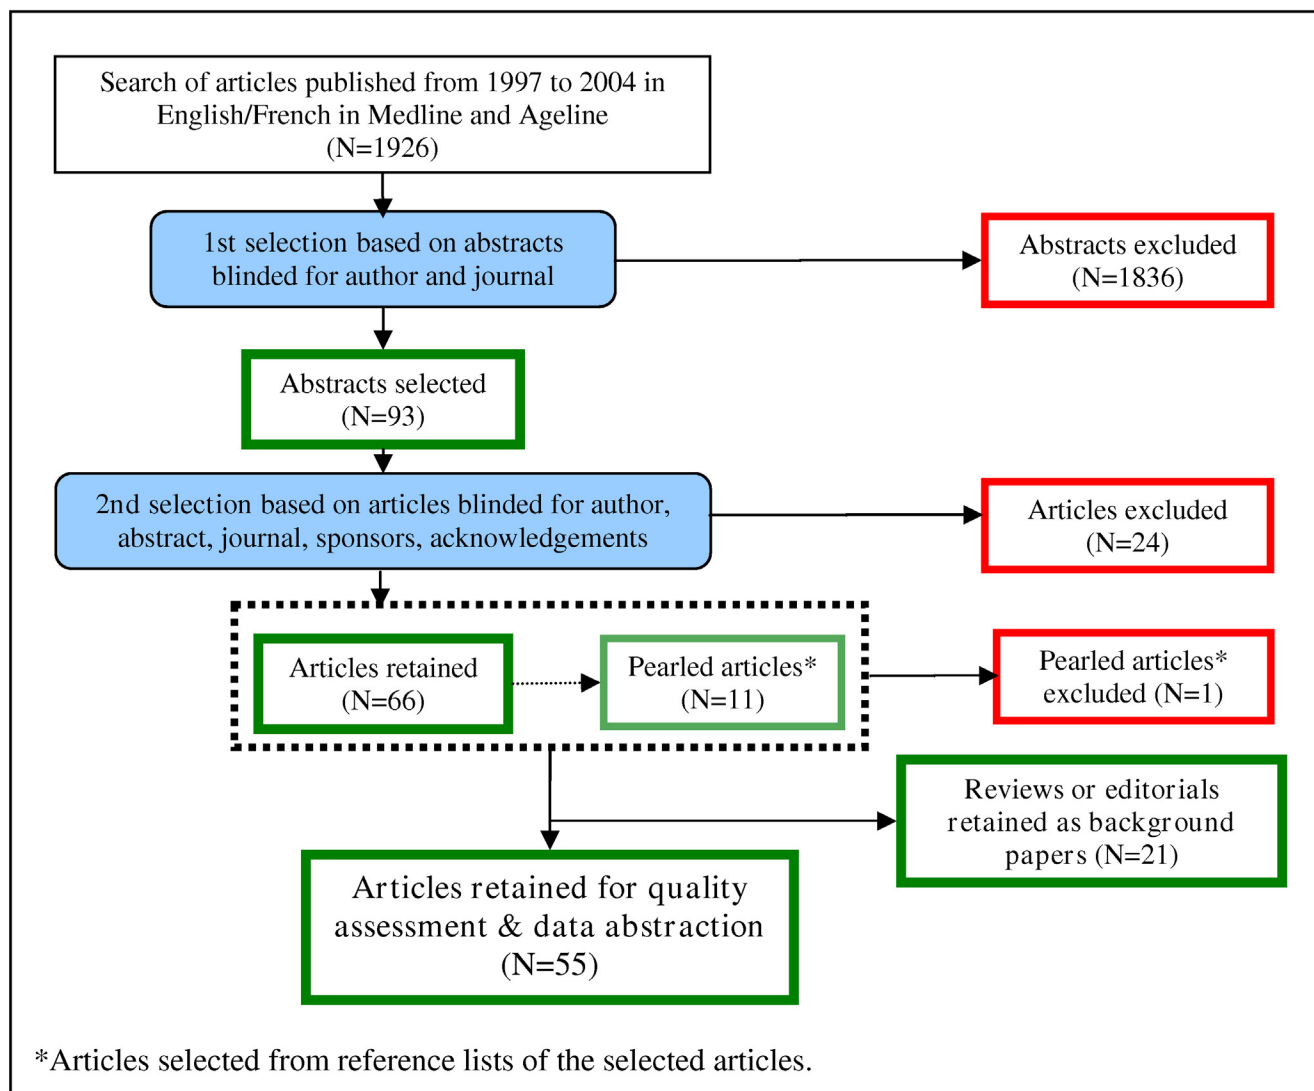 Search of articles published from 1997 to 2004 in
English/French in Medline and Ageline
(N=1926)
1st selection based on abstracts
blinded for author and journal
Abstracts excluded
(N=1836)
Abstracts selected
(N=93)
2nd selection based on articles blinded for author,
abstract, journal, sponsors, acknowledgements
Articles excluded
(N=24)
Articles retained
(N=66)
Pearled articles*
(N=11)
Pearled articles*
excluded (N=1)
Reviews or editorials
retained as background
papers (N=21)
Articles retained for quality
assessment & data abstraction
(N=55)
*Articles selected from reference lists of the selected articles.